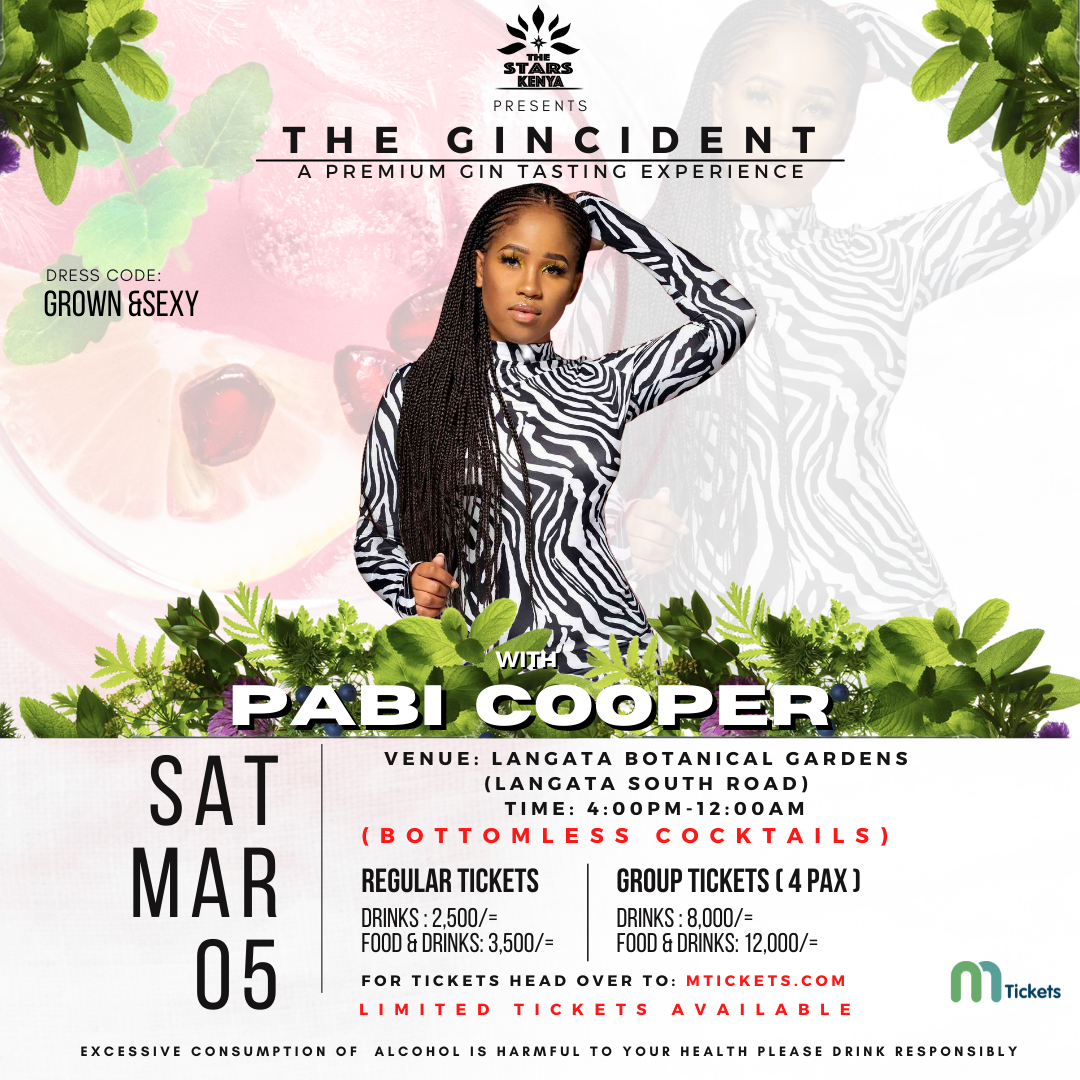 THE
STARS
KENYA
PRESENTS
THE GINCIDENT
A PREMIUM GIN TASTING EXPERIENCE
DRESS CODE:
GROWN &SEXY
WITH
PABI COOPER
SAT
MAR
05
VENUE: LANGATA BOTANICAL GARDENS
(LANGATA SOUTH ROAD)
TIME: 4:00PM-12:00AM
(BOTTOMLESS COCKTAILS)
REGULAR TICKETS
DRINKS : 2,500/=
FOOD & DRINKS: 3,500/=
GROUP TICKETS ( 4 PAX )
DRINKS : 8,000/=
FOOD & DRINKS: 12,000/=
FOR TICKETS HEAD OVER TO: MTICKETS.COM
LIMITED TICKETS AVAILABLE
m Tickets
EXCESSIVE CONSUMPTION OF ALCOHOL IS HARMFUL TO YOUR HEALTH PLEASE DRINK RESPONSIBLY